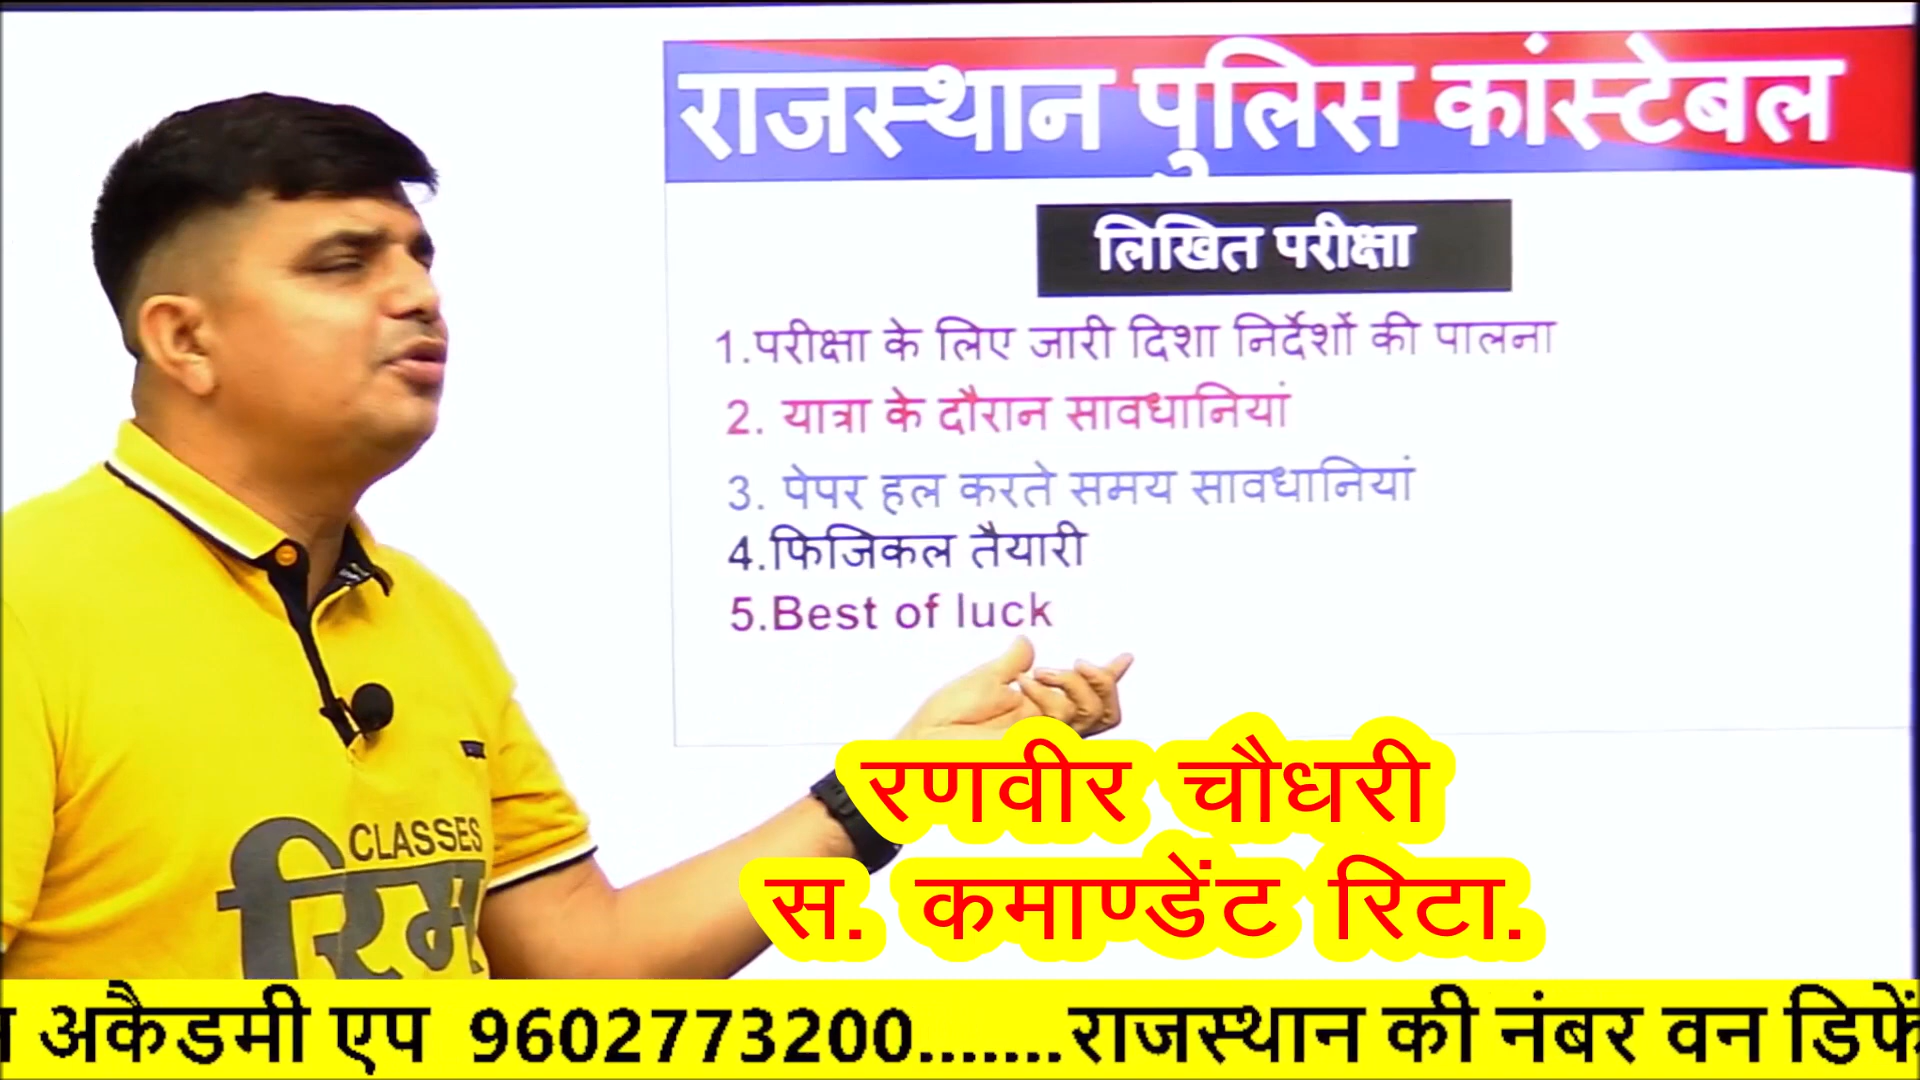 राजस्थान पुलिस कांस्टेबल
लिखित परीक्षा
1.परीक्षा के लिए जारी दिशा निर्देशों की पालना
2. यात्रा के दौरान सावधानियां
3. पेपर हल करते समय सावधानियां
4.फिजिकल तैयारी
5.Best of luck
रणवीर चौधरी
स. कमाण्डेंट रिटा.
CLASSES
अकैडमी एप 9602773200.......राजस्थान की नंबर वन